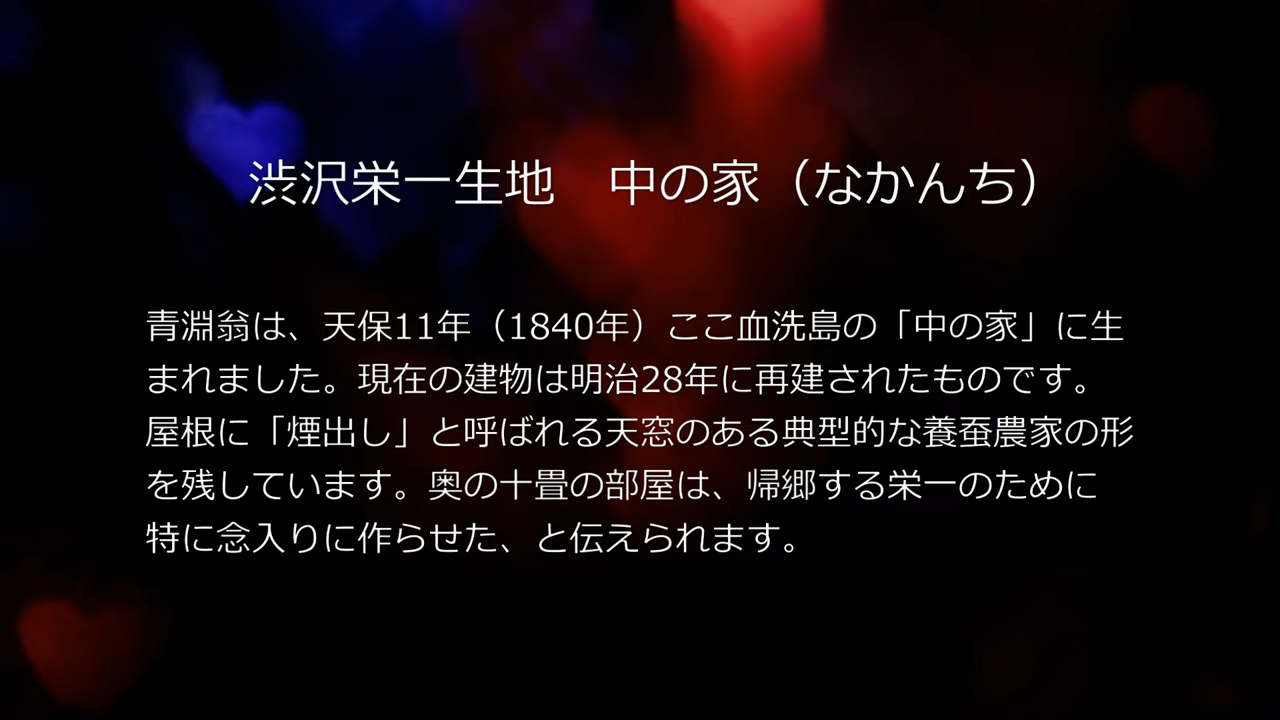 渋沢栄一生地　中の家（なかんち）
青淵翁は、天保11年（1840年）ここ血洗島の「中の家」に生
まれました。現在の建物は明治28年に再建されたものです。
屋根に「煙出し」と呼ばれる天窓のある典型的な養蚕農家の形
を残しています。奥の十畳の部屋は、帰郷する栄一のために
特に念入りに作らせた、と伝えられます。